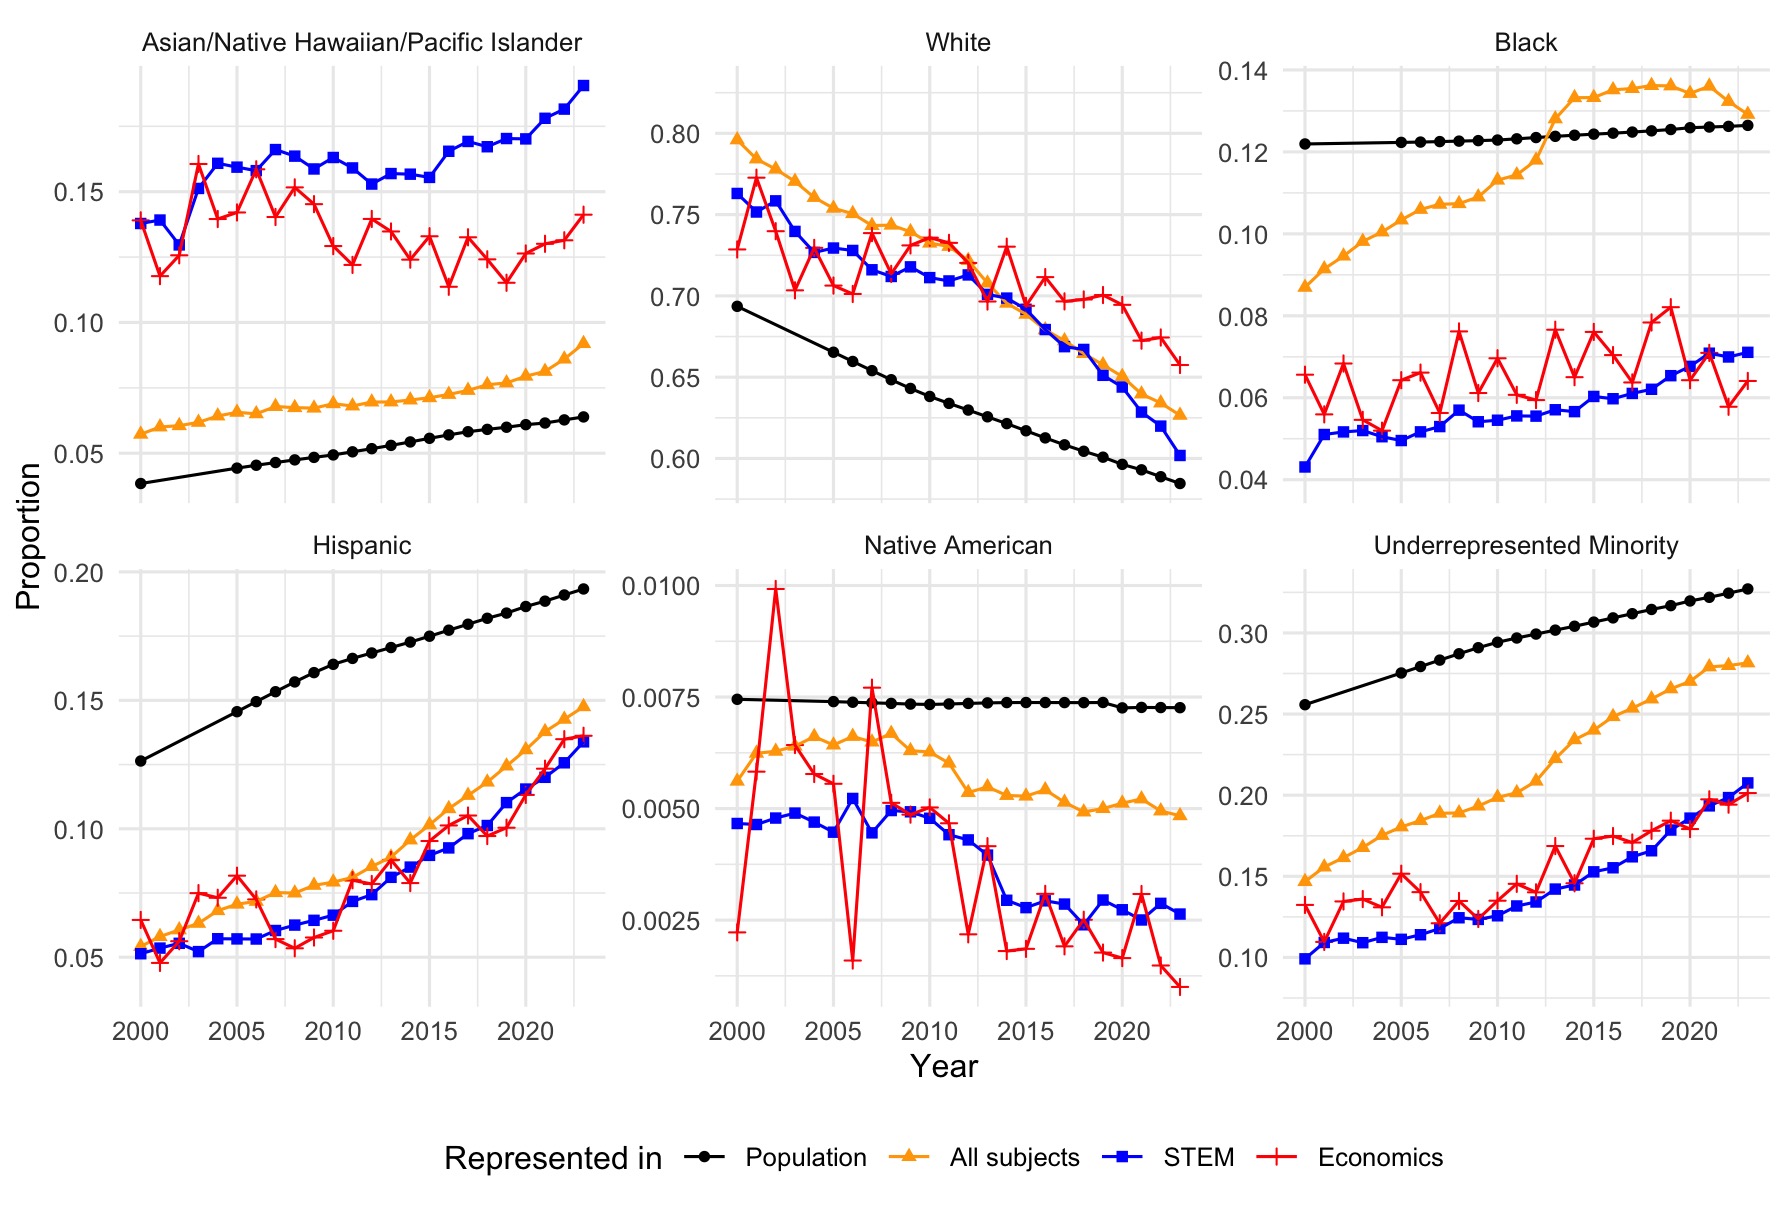 Asian/Native Hawaiian/Pacific Islander
White
Black
0.15
0.10
0.05
0.80
0.75
0.70
0.65
0.60
0.14
0.12
0.10
0.08
0.06
0.04
Proportion
Hispanic
Native American
Underrepresented Minority
0.20
0.15
0.10
0.05
0.0100
0.0075
0.0050
0.0025
0.30
0.25
0.20
0.15
0.10
2000 2005 2010 2015 2020
2000 2005 2010 2015 2020
2000 2005 2010 2015 2020
Year
Represented in Population All subjects STEM Economics